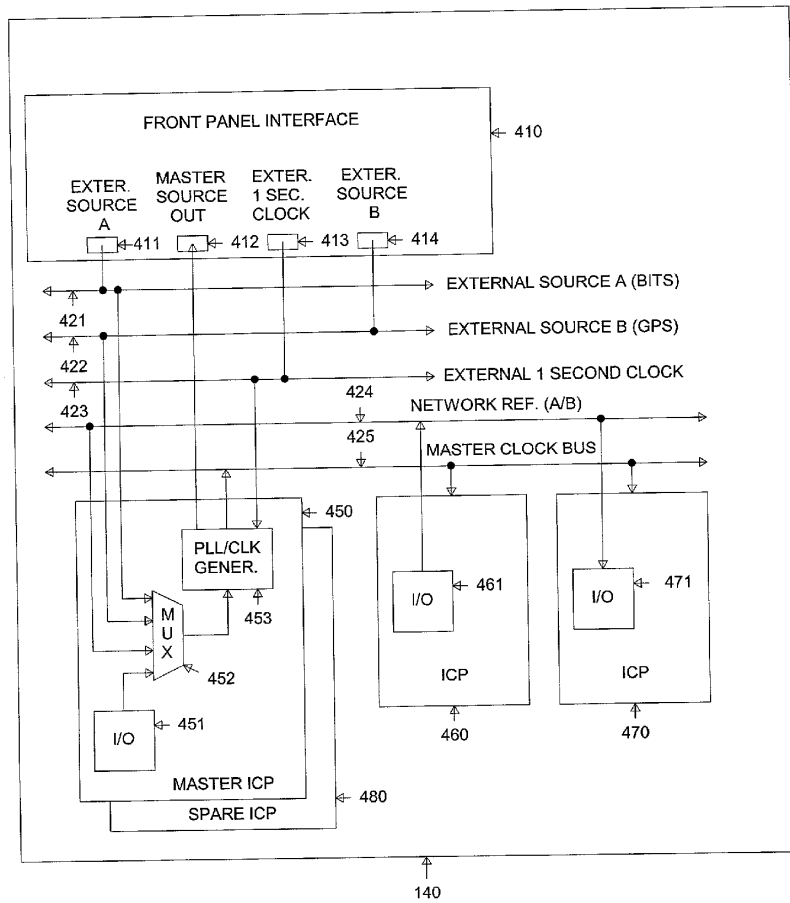 FRONT PANEL INTERFACE
410
EXTER.
SOURCE
A
MASTER
SOURCE
OUT
EXTER.
1 SEC.
CLOCK
EXTER.
SOURCE
B
411
412
413
414
EXTERNAL SOURCE A (BITS)
421
EXTERNAL SOURCE B (GPS)
422
EXTERNAL 1 SECOND CLOCK
423
424
NETWORK REF. (A/B)
425
MASTER CLOCK BUS
450
PLL/CLK
GENER.
453
MUX
452
I/O
451
MASTER ICP
SPARE ICP
480
I/O
461
ICP
460
I/O
471
ICP
470
140